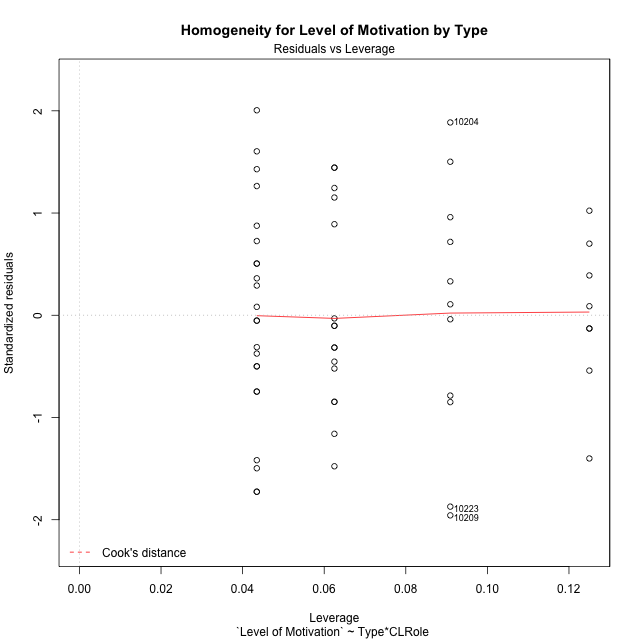 Homogeneity for Level of Motivation by Type
Residuals vs Leverage
Standardized residuals
2
1
0
-1
-2
10204
10223
10209
Cook's distance
0.00 0.02 0.04 0.06 0.08 0.10 0.12
Leverage
`Level of Motivation` ~ Type*CLRole